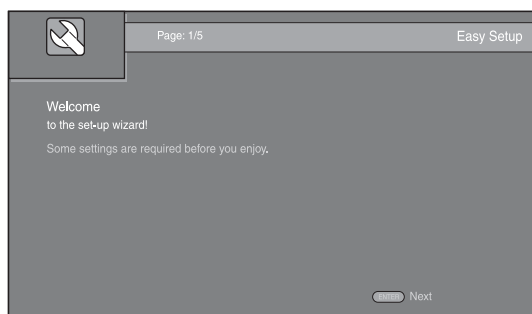 Page: 1/5
Easy Setup
Welcome
to the set-up wizard!
Some settings are required before you enjoy.
ENTER Next